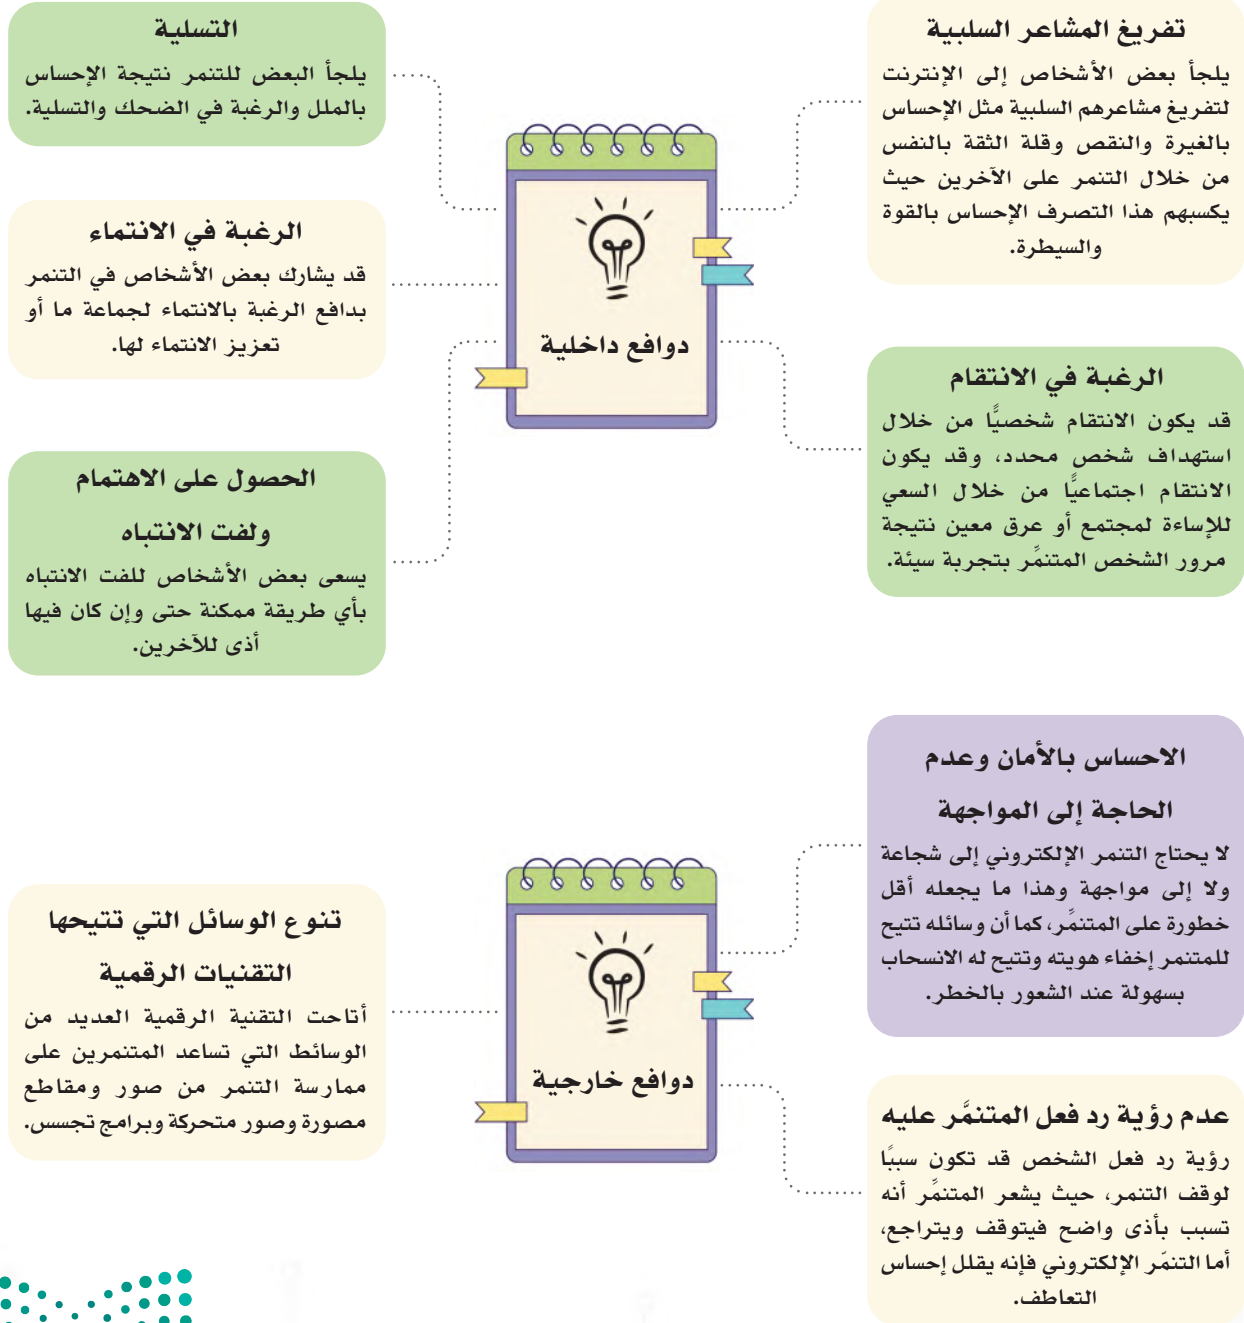 تفريغ المشاعر السلبية
يلجأ بعض الأشخاص إلى الإنترنت
لتفريغ مشاعرهم السلبية مثل الإحساس
بالغيرة والنقص وقلة الثقة بالنفس
من خلال التنمر على الآخرين حيث
يكسبهم هذا التصرف الإحساس بالقوة
والسيطرة.
التسلية
يلجأ البعض للتنمر نتيجة الإحساس
بالملل والرغبة في الضحك والتسلية.
الرغبة في الانتماء
قد يشارك بعض الأشخاص في التنمر
بدافع الرغبة بالانتماء لجماعة ما أو
تعزيز الانتماء لها.
دوافع داخلية
الرغبة في الانتقام
قد يكون الانتقام شخصيًّا من خلال
استهداف شخص محدد، وقد يكون
الانتقام اجتماعيًّا من خلال السعي
للإساءة لمجتمع أو عرق معين نتيجة
مرور الشخص المتنمِّر بتجربة سيئة.
الحصول على الاهتمام
ولفت الانتباه
يسعى بعض الأشخاص للفت الانتباه
بأي طريقة ممكنة حتى وإن كان فيها
أذى للآخرين.
الاحساس بالأمان وعدم
الحاجة إلى المواجهة
لا يحتاج التنمر الإلكتروني إلى شجاعة
ولا إلى مواجهة وهذا ما يجعله أقل
خطورة على المتنمِّر، كما أن وسائله تتيح
للمتنمر إخفاء هويته وتتيح له الانسحاب
بسهولة عند الشعور بالخطر.
تنوع الوسائل التي تتيحها
التقنيات الرقمية
أتاحت التقنية الرقمية العديد من
الوسائط التي تساعد المتنمرين على
ممارسة التنمر من صور ومقاطع
مصورة وصور متحركة وبرامج تجسس.
دوافع خارجية
عدم رؤية رد فعل المتنمَّر عليه
رؤية رد فعل الشخص قد تكون سببًا
لوقف التنمر، حيث يشعر المتنمِّر أنه
تسبب بأذى واضح فيتوقف ويتراجع،
أما التنمّر الإلكتروني فإنه يقلل إحساس
التعاطف.